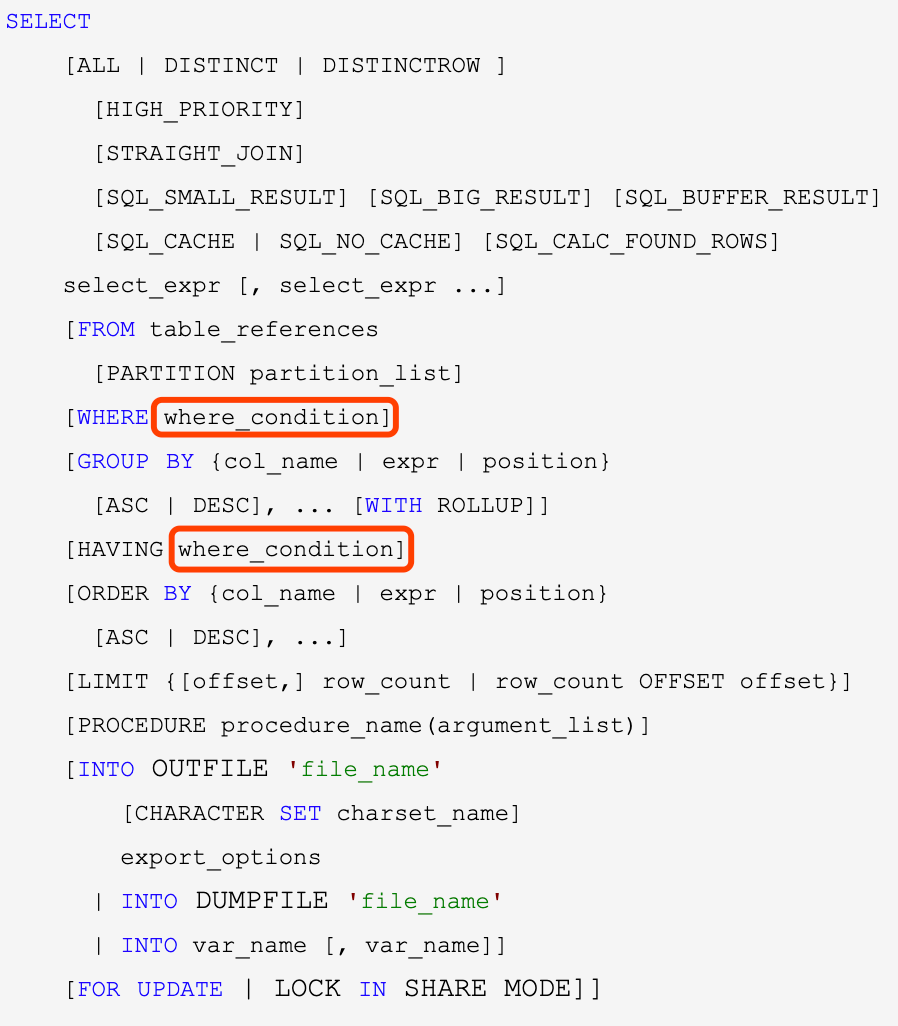 SELECT
[ALL | DISTINCT | DISTINCTROW ]
[HIGH_PRIORITY]
[STRAIGHT_JOIN]
[SQL_SMALL_RESULT] [SQL_BIG_RESULT] [SQL_BUFFER_RESULT]
[SQL_CACHE | SQL_NO_CACHE] [SQL_CALC_FOUND_ROWS]
select_expr [, select_expr ...]
[FROM table_references
[PARTITION partition_list]
[WHERE where_condition]
[GROUP BY {col_name | expr | position}
[ASC | DESC], ... [WITH ROLLUP]]
[HAVING where_condition]
[ORDER BY {col_name | expr | position}
[ASC | DESC], ...]
[LIMIT {[offset,] row_count | row_count OFFSET offset}]
[PROCEDURE procedure_name(argument_list)]
[INTO OUTFILE 'file_name'
[CHARACTER SET charset_name]
export_options
| INTO DUMPFILE 'file_name'
| INTO var_name [, var_name]]
[FOR UPDATE | LOCK IN SHARE MODE]]